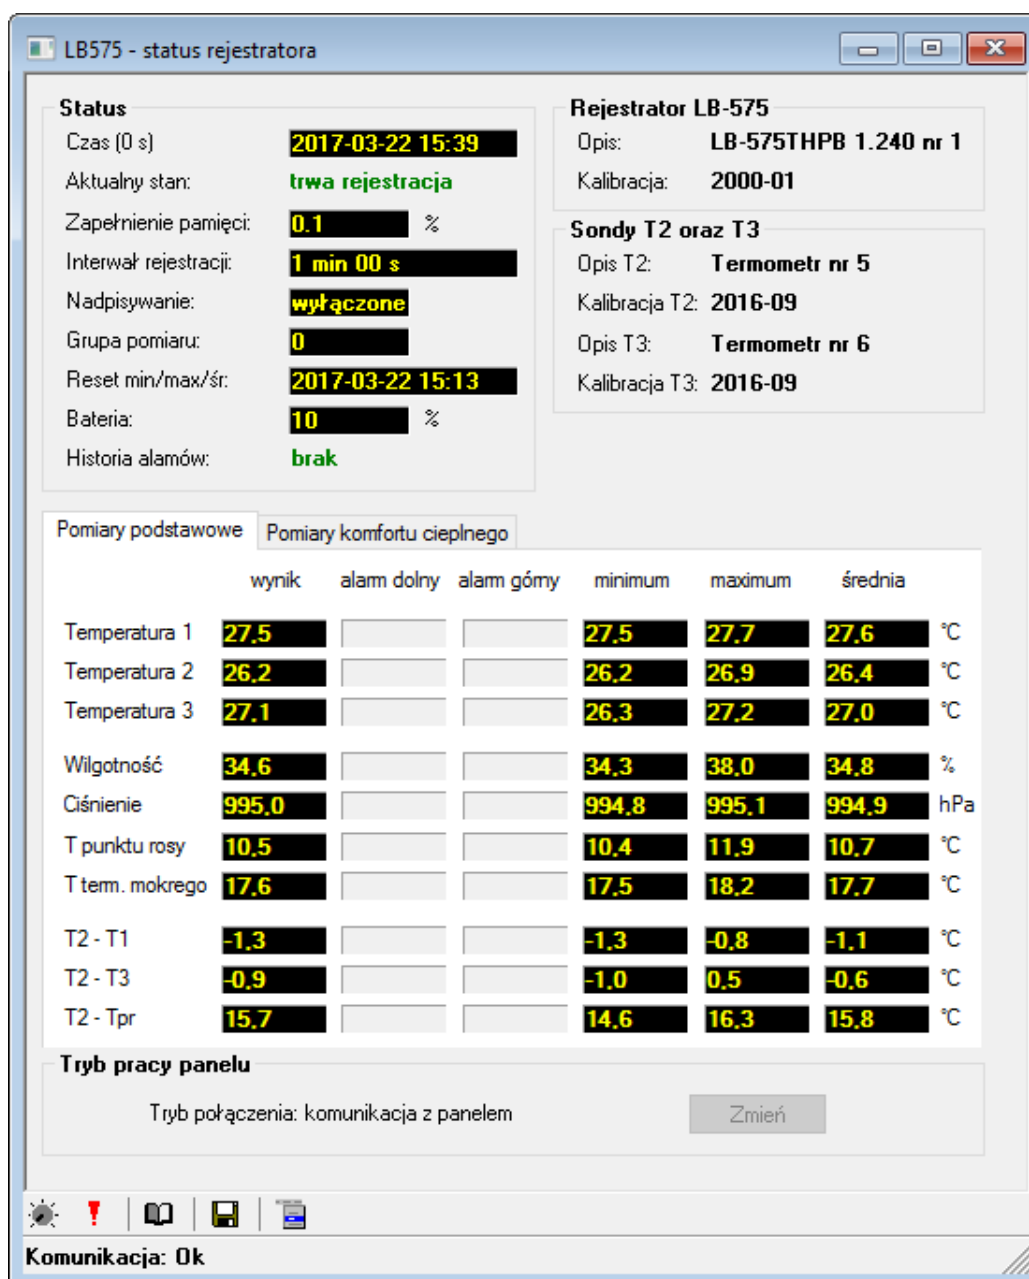 LB575 - status rejestratora
Status
Czas (0 s) 2017-03-22 15:39
Aktualny stan: trwa rejestracja
Zapełnienie pamięci: 0.1 %
Interwał rejestracji: 1 min 00 s
Nadpisywanie: wyłączone
Grupa pomiaru: 0
Reset min/max/śr: 2017-03-22 15:13
Bateria: 10 %
Historia alamów: brak
Rejestrator LB-575
Opis: LB-575THPB 1.240 nr 1
Kalibracja: 2000-01
Sondy T2 oraz T3
Opis T2: Termometr nr 5
Kalibracja T2: 2016-09
Opis T3: Termometr nr 6
Kalibracja T3: 2016-09
Pomiary podstawowe Pomiary komfortu cieplnego
wynik alarm dolny alarm górny minimum maximum średnia
Temperatura 1 27,5 27,5 27,7 27,6 °C
Temperatura 2 26,2 26,2 26,9 26,4 °C
Temperatura 3 27,1 26,3 27,2 27,0 °C
Wilgotność 34,6 34,3 38,0 34,8 %
Ciśnienie 995,0 994,8 995,1 994,9 hPa
T punktu rosy 10,5 10,4 11,9 10,7 °C
T term. mokrego 17,6 17,5 18,2 17,7 °C
T2 - T1 -1,3 -1,3 -0,8 -1,1 °C
T2 - T3 -0,9 -1,0 0,5 -0,6 °C
T2 - Tpr 15,7 14,6 16,3 15,8 °C
Tryb pracy panelu
Tryb połączenia: komunikacja z panelem Zmień
Komunikacja: Ok